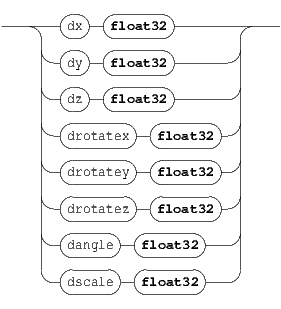 dx float32
dy float32
dz float32
drotatex float32
drotatey float32
drotatez float32
dangle float32
dscale float32